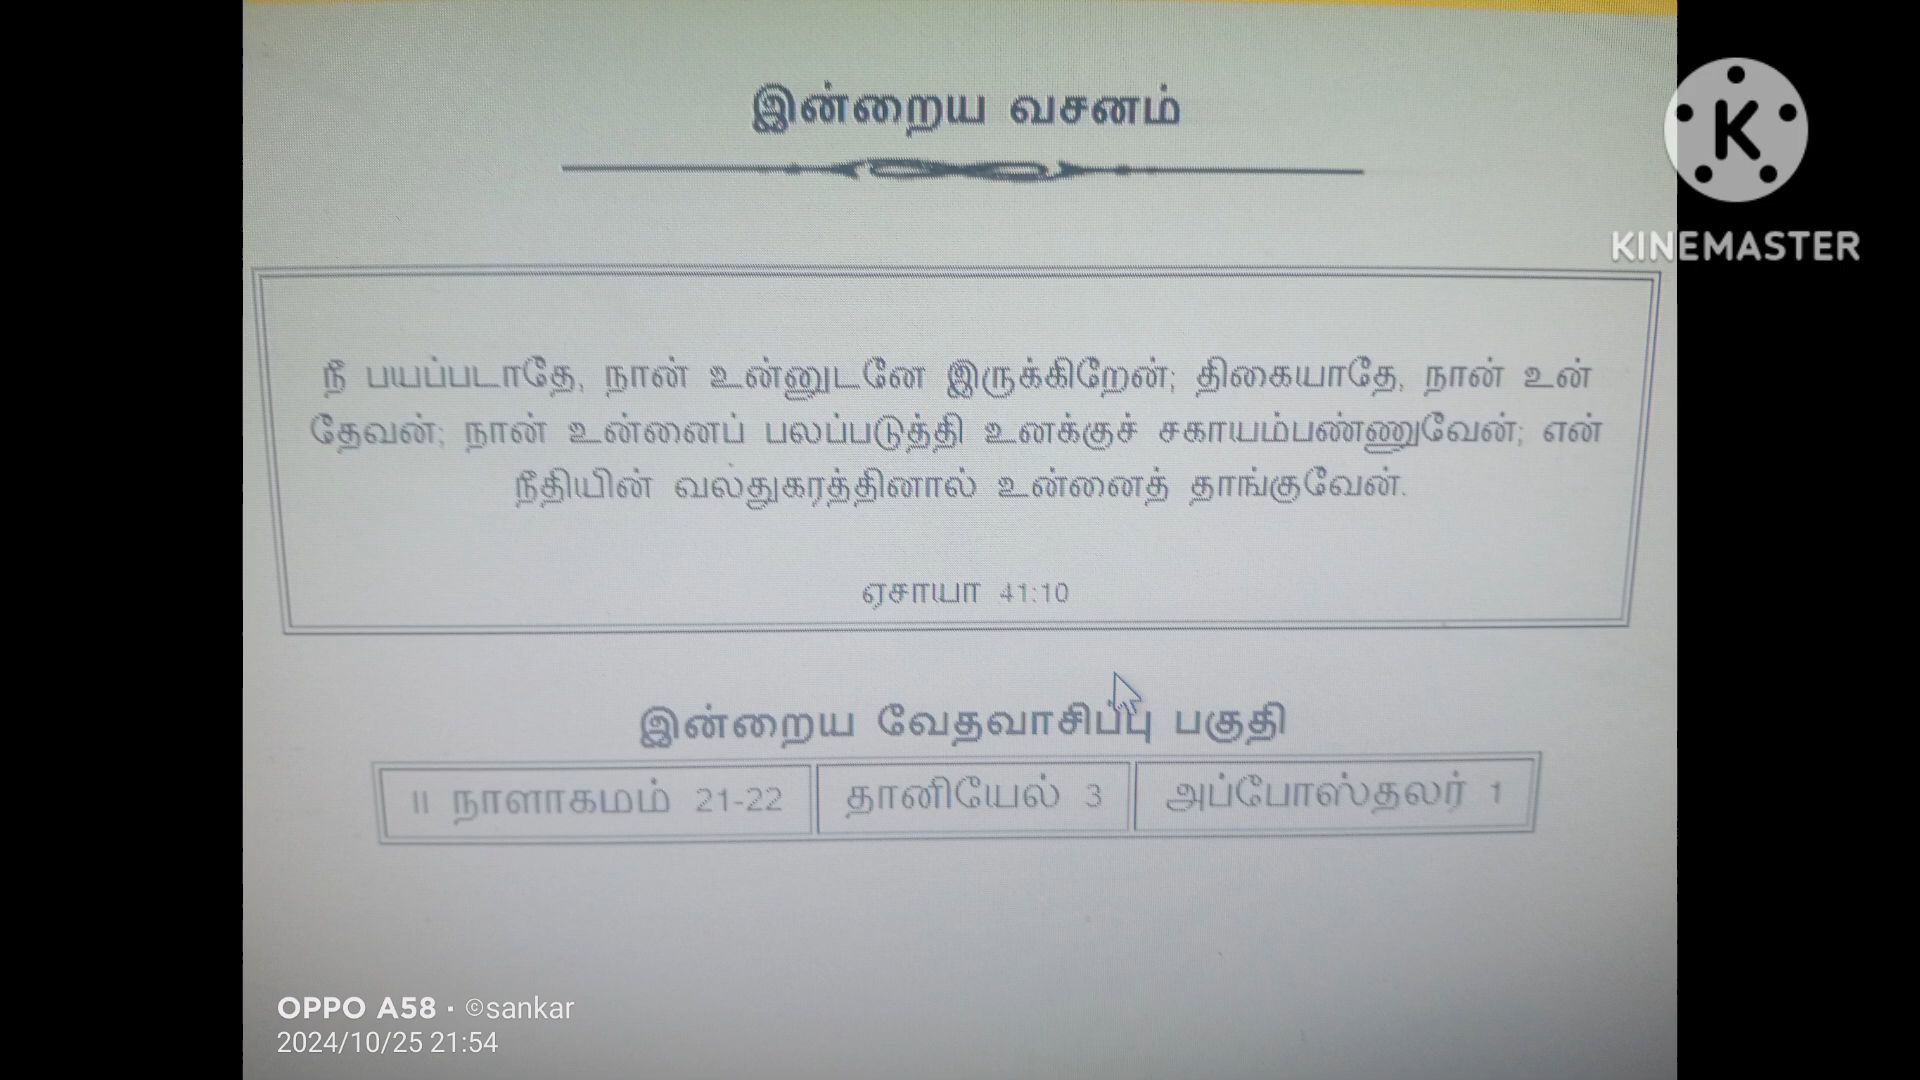 இன்றைய வசனம்
KINEMASTER
நீ பயப்படாதே, நான் உன்னுடனே இருக்கிறேன்; திகையாதே, நான் உன்
தேவன்; நான் உன்னைப் பலப்படுத்தி உனக்குச் சகாயம்பண்ணுவேன்; என்
நீதியின் வலதுகரத்தினால் உன்னைத் தாங்குவேன்.
ஏசாயா 41:10
இன்றைய வேதவாசிப்பு பகுதி
II நாளாகமம் 21-22 தானியேல் 3 அப்போஸ்தலர் 1
OPPO A58 · ©sankar
2024/10/25 21:54